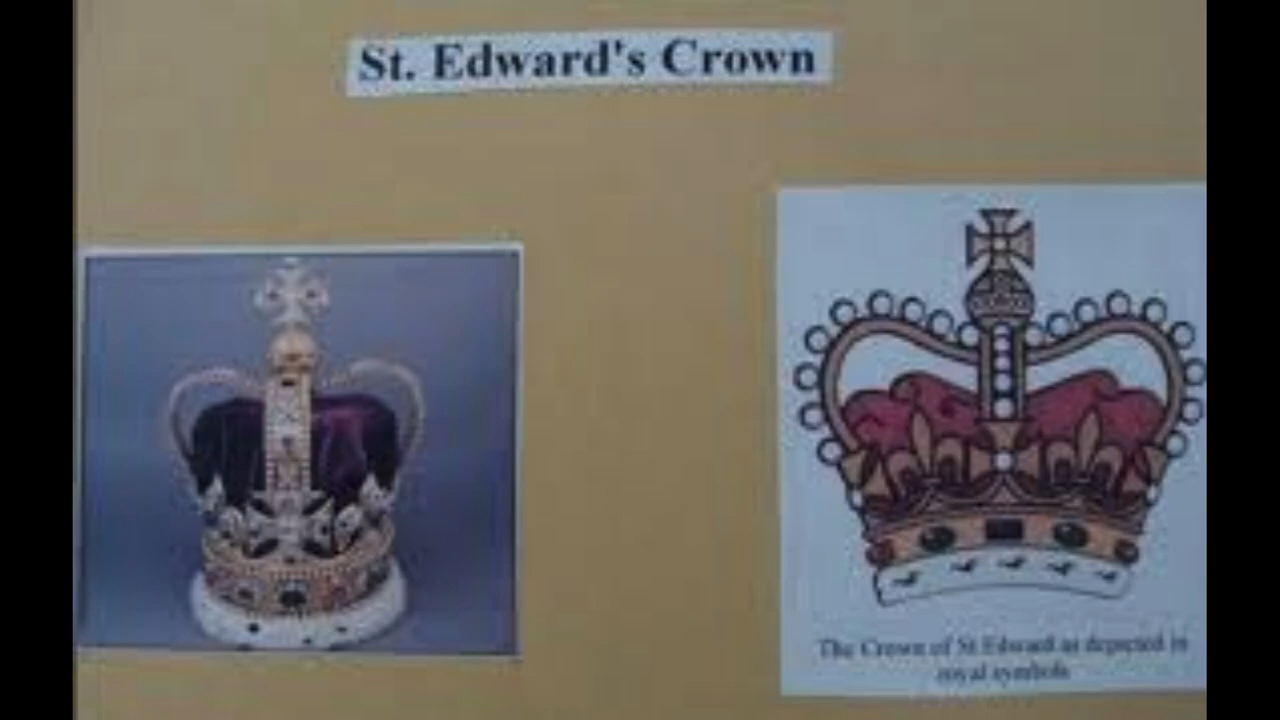 St. Edward's Crown
The Crown of St Edward as depicted in
royal symbols